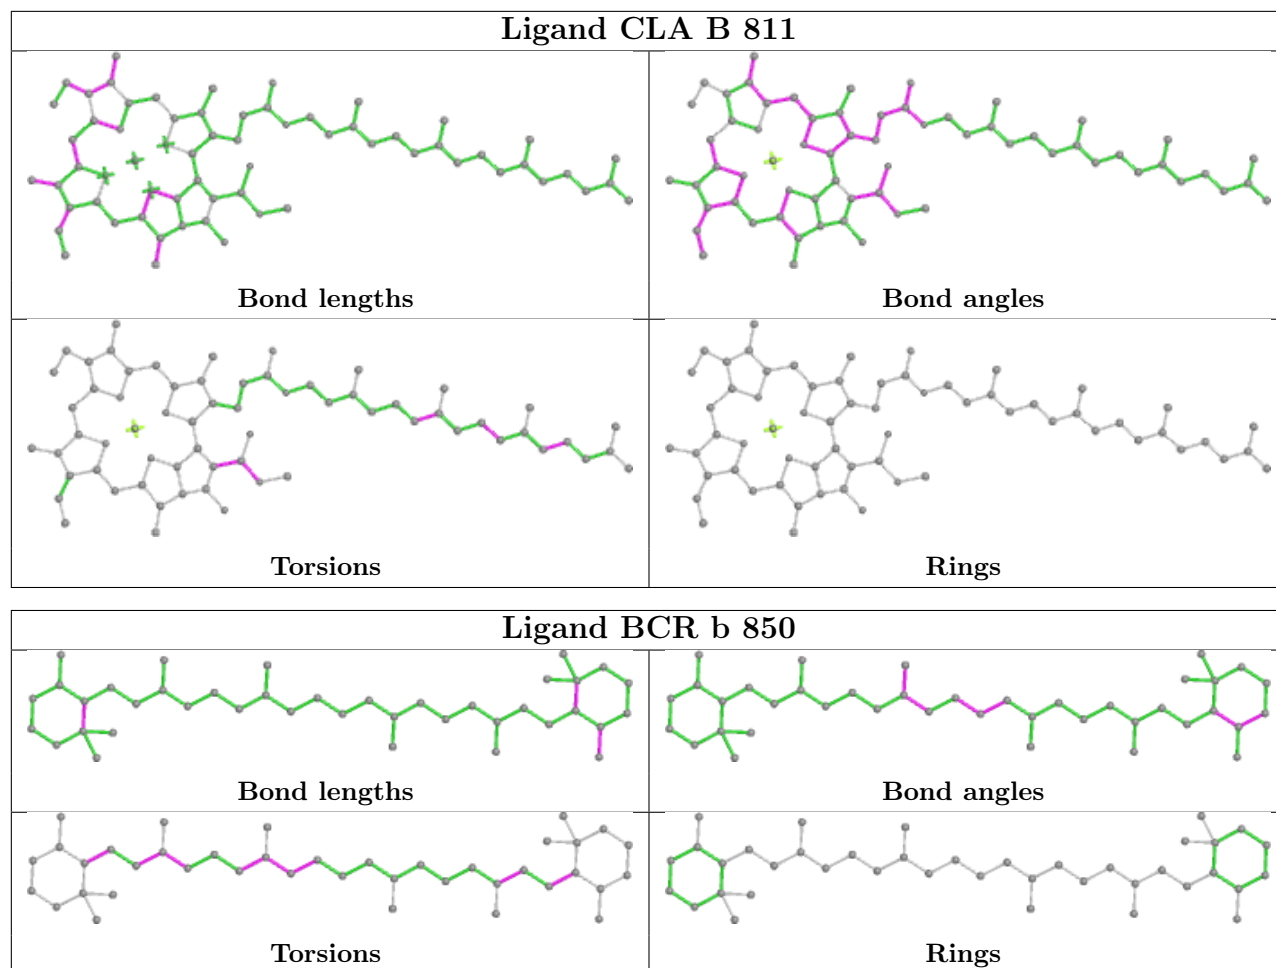 Ligand CLA B 811
Bond lengths
Bond angles
Torsions
Rings
Ligand BCR b 850
Bond lengths
Bond angles
Torsions
Rings